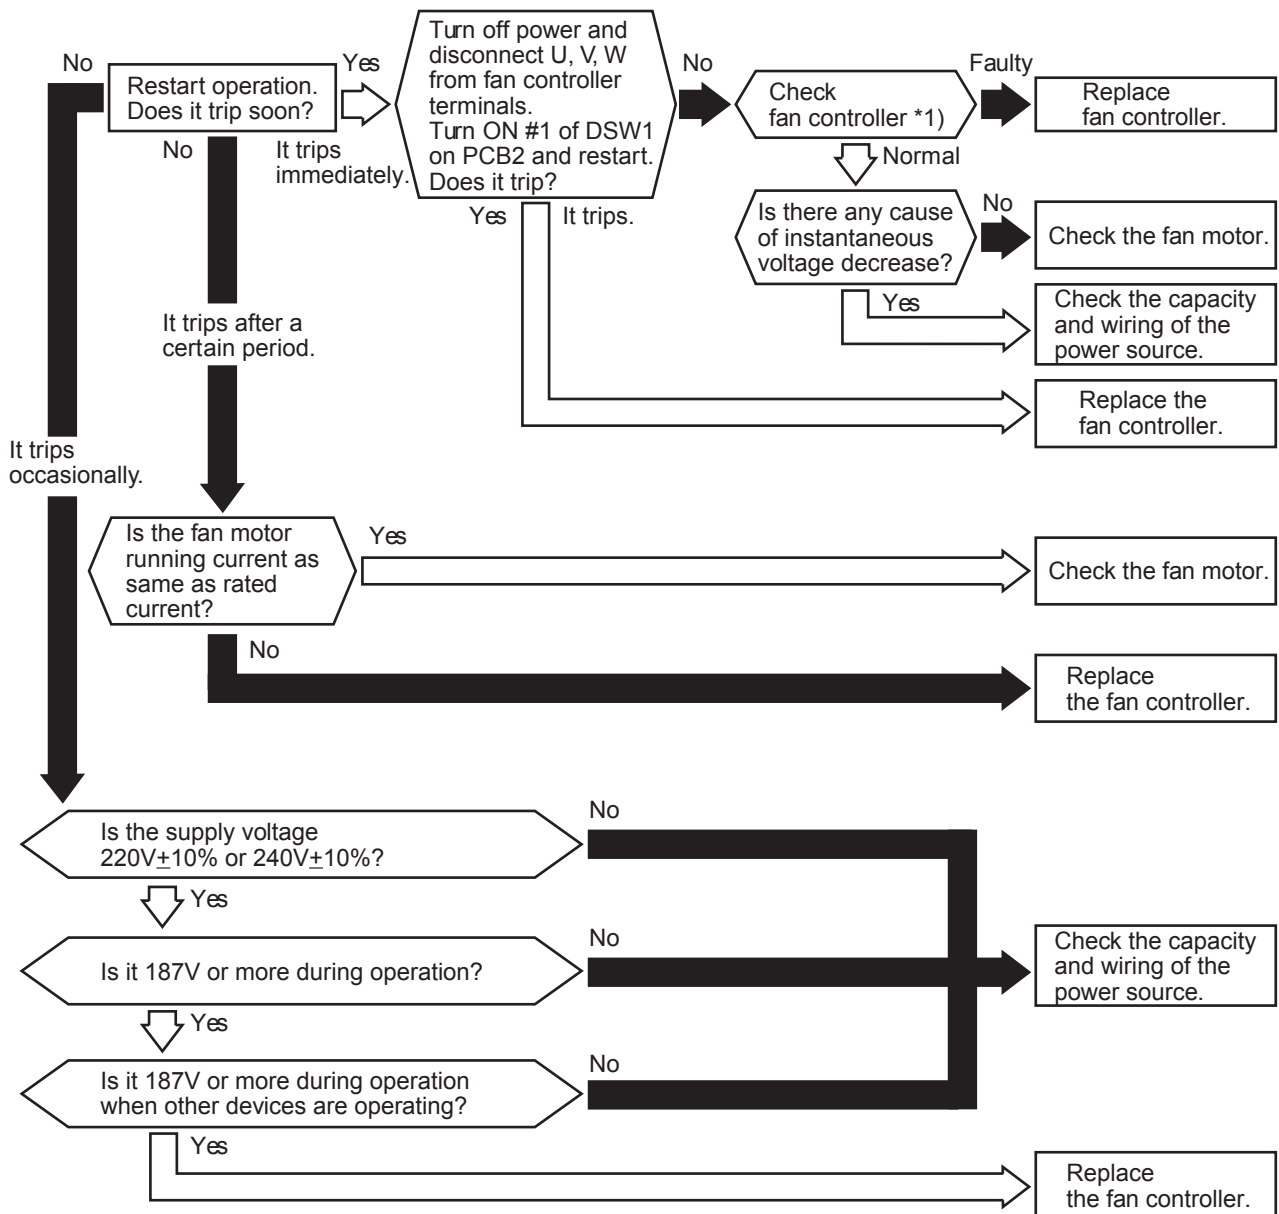 No
Restart operation.
Does it trip soon?
Yes
No
It trips
immediately.
Turn off power and
disconnect U, V, W
from fan controller
terminals.
Turn ON #1 of DSW1
on PCB2 and restart.
Does it trip?
No
Check
fan controller *1)
Faulty
Replace
fan controller.
Normal
Yes
It trips.
Is there any cause
of instantaneous
voltage decrease?
No
Check the fan motor.
Yes
Check the capacity
and wiring of the
power source.
Replace the
fan controller.
It trips after a
certain period.
It trips
occasionally.
Is the fan motor
running current as
same as rated
current?
Yes
Check the fan motor.
No
Replace
the fan controller.
Is the supply voltage
220V±10% or 240V±10%?
No
Yes
Is it 187V or more during operation?
No
Check the capacity
and wiring of the
power source.
Yes
Is it 187V or more during operation
when other devices are operating?
No
Yes
Replace
the fan controller.